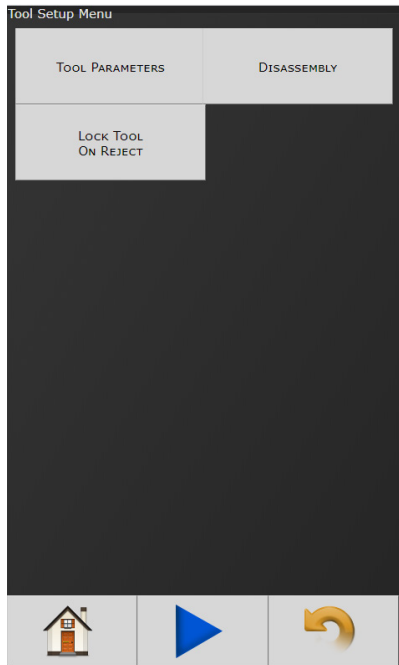 Tool Setup Menu
Tool Parameters
Disassembly
Lock Tool
On Reject